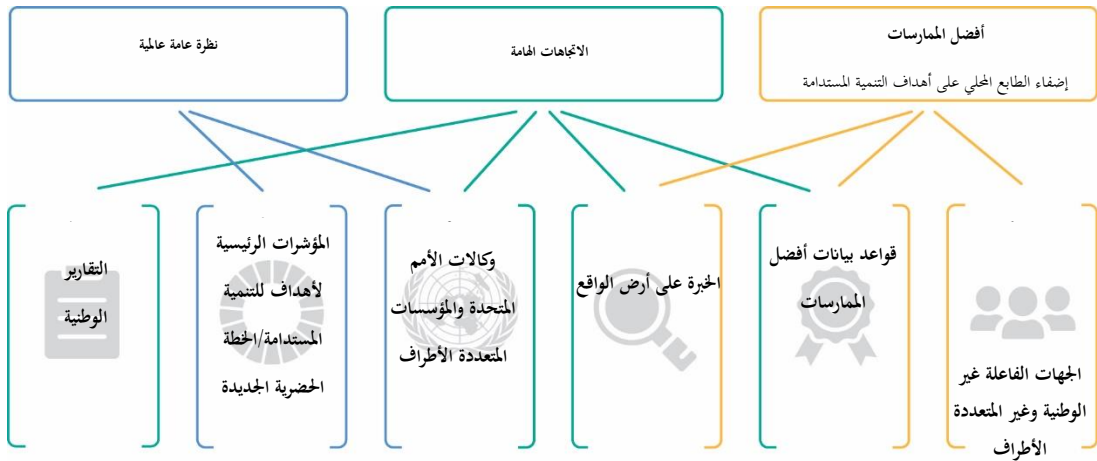 أفضل الممارسات
إضفاء الطابع المحلي على أهداف التنمية المستدامة
الاتجاهات الهامة
نظرة عامة عالمية
الجهات الفاعلة غير
الوطنية وغير المتعددة
الأطراف
قواعد بيانات أفضل
الممارسات
الخبرة على أرض الواقع
وكالات الأمم
المتحدة والمؤسسات
المتعددة الأطراف
المؤشرات الرئيسية
لأهداف للتنمية
المستدامة/الخطة
الحضرية الجديدة
التقارير
الوطنية